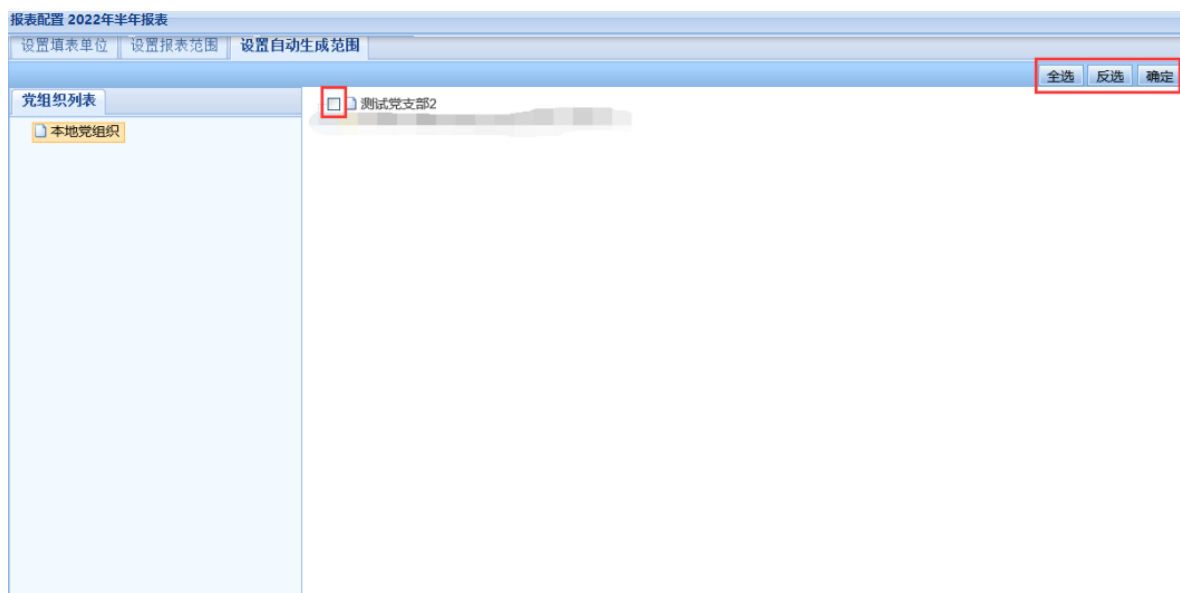 报表配置 2022年半年报表
设置填表单位 设置报表范围 设置自动生成范围
全选 反选 确定
党组织列表
测试党支部2
本地党组织